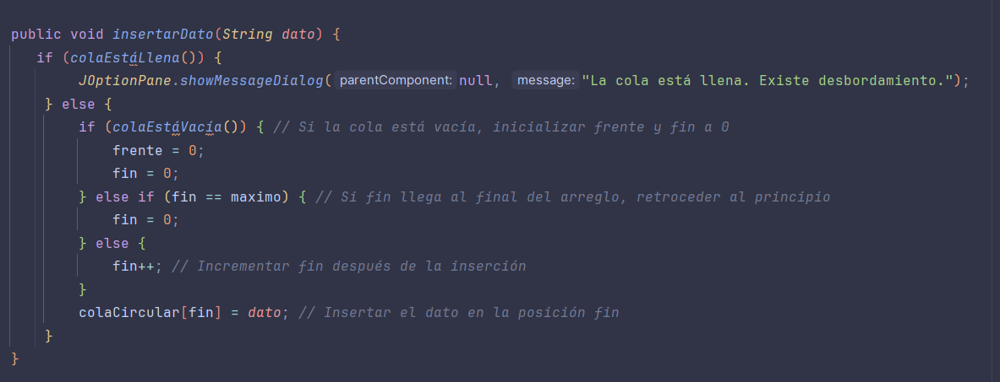 public void insertarDato(String dato) {
if (colaEstáLlena()) {
JOptionPane.showMessageDialog( parentComponent: null, message: "La cola está llena. Existe desbordamiento.");
} else {
if (colaEstáVacía()) { // Si la cola está vacía, inicializar frente y fin a 0
frente = 0;
fin = 0;
} else if (fin == maximo) { // Si fin llega al final del arreglo, retroceder al principio
fin = 0;
} else {
fin++; // Incrementar fin después de la inserción
}
colaCircular[fin] = dato; // Insertar el dato en la posición fin
}
}